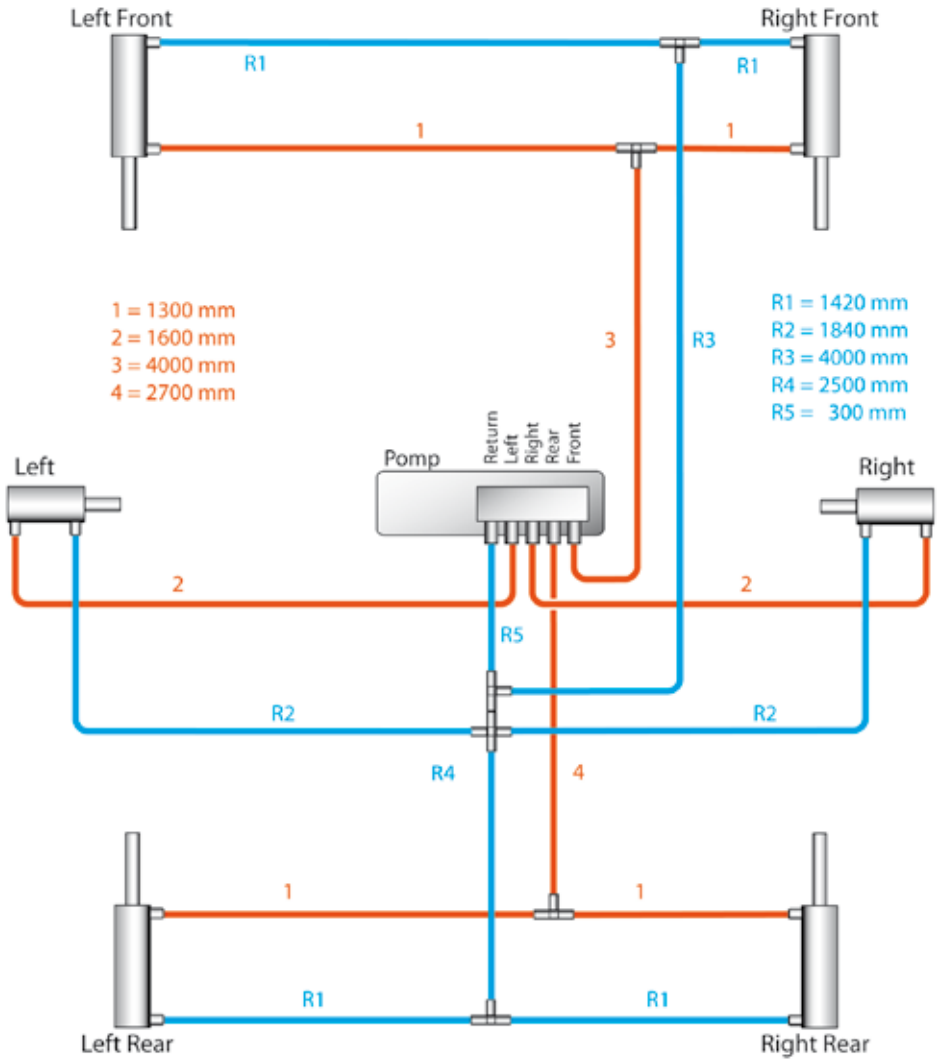 Left Front
Right Front
R1
R1
1
1
1 = 1300 mm
2 = 1600 mm
3 = 4000 mm
4 = 2700 mm
3
R3
R1 = 1420 mm
R2 = 1840 mm
R3 = 4000 mm
R4 = 2500 mm
R5 = 300 mm
Left
Pomp
Return
Left
Right
Rear
Front
Right
2
2
R5
R2
R2
R4
4
1
1
R1
R1
Left Rear
Right Rear